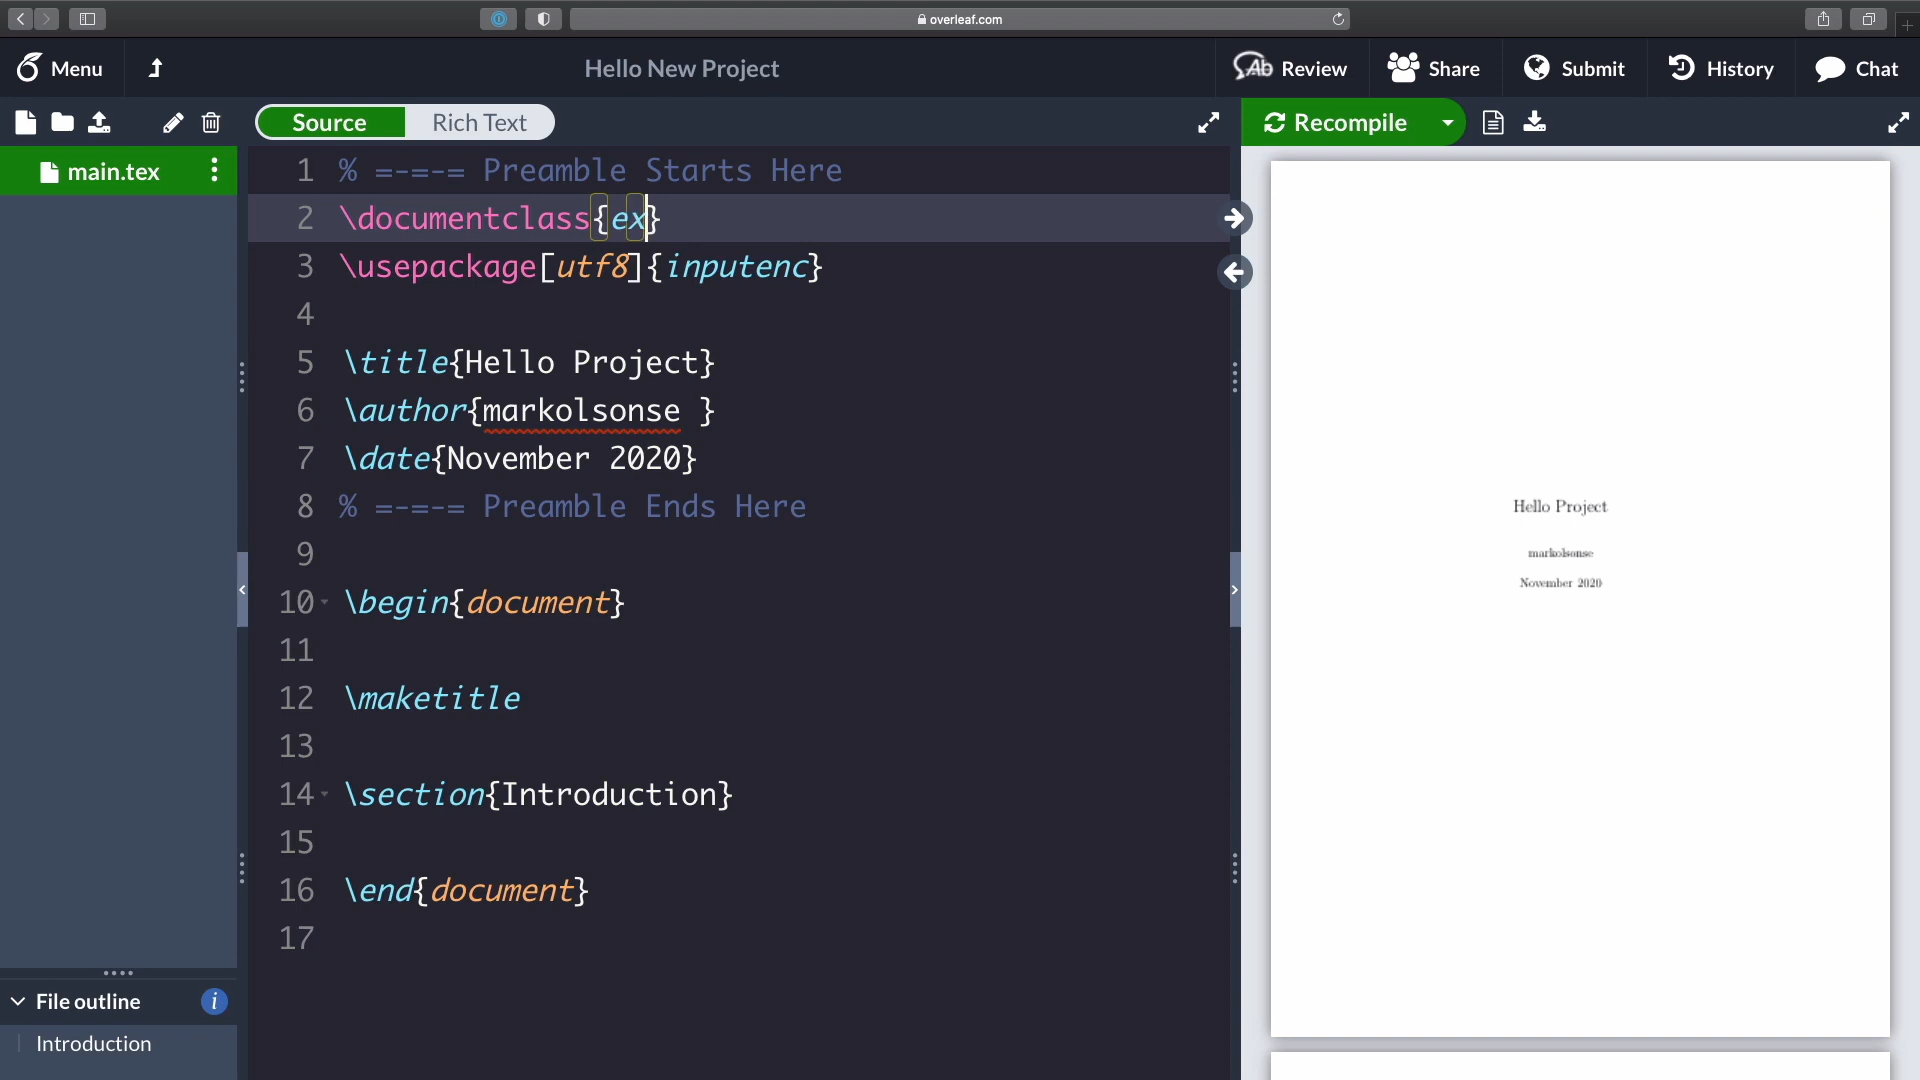 overleaf.com
Menu
Hello New Project
Ab Review
Share
Submit
History
Chat
Source
Rich Text
Recompile
main.tex
1 % =-=-= Preamble Starts Here
2 \documentclass{ex}
3 \usepackage[utf8]{inputenc}
4
5 \title{Hello Project}
6 \author{markolsonse }
7 \date{November 2020}
8 % =-=-= Preamble Ends Here
9
10 \begin{document}
11
12 \maketitle
13
14 \section{Introduction}
15
16 \end{document}
17
File outline
i
Introduction
Hello Project
markolsonse
November 2020